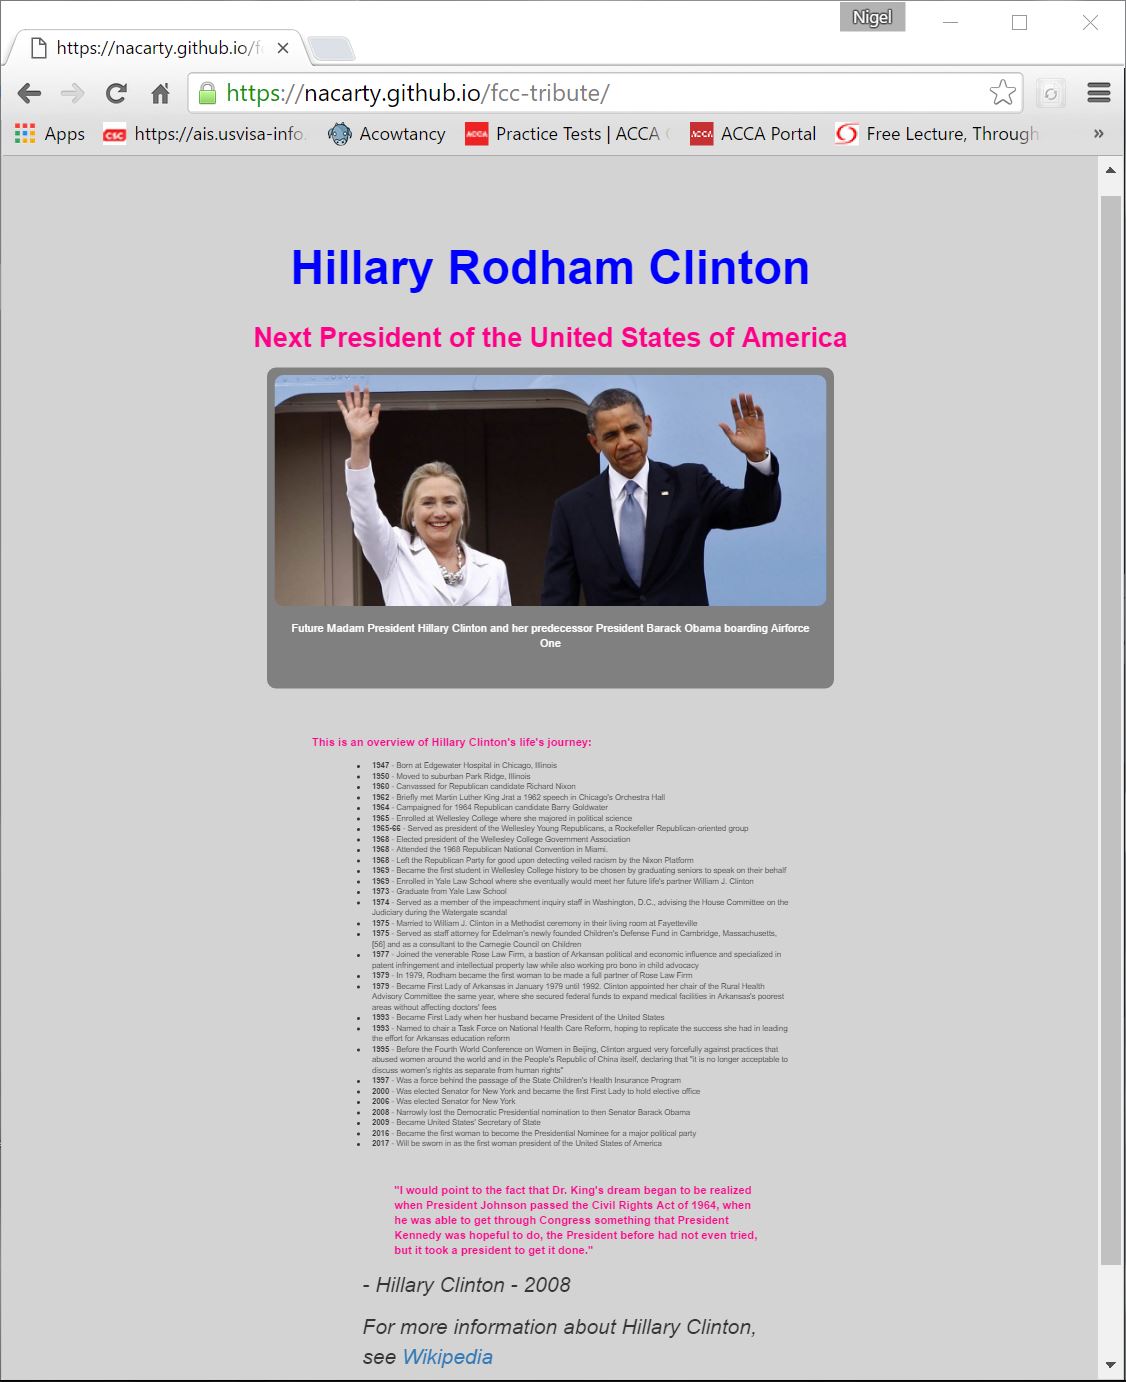 Nigel
https://nacarty.github.io/fc
https://nacarty.github.io/fcc-tribute/
Apps
CSC
https://ais.usvisa-info.
Acowtancy
ACCA
Practice Tests | ACCA
ACCA
ACCA Portal
Free Lecture, Through
»
Hillary Rodham Clinton
Next President of the United States of America
Future Madam President Hillary Clinton and her predecessor President Barack Obama boarding Airforce
One
This is an overview of Hillary Clinton's life's journey:
• 1947 - Born at Edgewater Hospital in Chicago, Illinois
• 1950 - Moved to suburban Park Ridge, Illinois
• 1960 - Canvassed for Republican candidate Richard Nixon
• 1962 - Briefly met Martin Luther King Jrat a 1962 speech in Chicago's Orchestra Hall
• 1964 - Campaigned for 1964 Republican candidate Barry Goldwater
• 1965 - Enrolled at Wellesley College where she majored in political science
• 1965-66 - Served as president of the Wellesley Young Republicans, a Rockefeller Republican-oriented group
• 1968 - Elected president of the Wellesley College Government Association
• 1968 - Attended the 1968 Republican National Convention in Miami.
• 1968 - Left the Republican Party for good upon detecting veiled racism by the Nixon Platform
• 1969 - Became the first student in Wellesley College history to be chosen by graduating seniors to speak on their behalf
• 1969 - Enrolled in Yale Law School where she eventually would meet her future life's partner William J. Clinton
• 1973 - Graduate from Yale Law School
• 1974 - Served as a member of the impeachment inquiry staff in Washington, D.C., advising the House Committee on the
Judiciary during the Watergate scandal
• 1975 - Married to William J. Clinton in a Methodist ceremony in their living room at Fayetteville
• 1975 - Served as staff attorney for Edelman's newly founded Children's Defense Fund in Cambridge, Massachusetts,
[56] and as a consultant to the Carnegie Council on Children
• 1977 - Joined the venerable Rose Law Firm, a bastion of Arkansan political and economic influence and specialized in
patent infringement and intellectual property law while also working pro bono in child advocacy
• 1979 - In 1979, Rodham became the first woman to be made a full partner of Rose Law Firm
• 1979 - Became First Lady of Arkansas in January 1979 until 1992. Clinton appointed her chair of the Rural Health
Advisory Committee the same year, where she secured federal funds to expand medical facilities in Arkansas's poorest
areas without affecting doctors' fees
• 1993 - Became First Lady when her husband became President of the United States
• 1993 - Named to chair a Task Force on National Health Care Reform, hoping to replicate the success she had in leading
the effort for Arkansas education reform
• 1995 - Before the Fourth World Conference on Women in Beijing, Clinton argued very forcefully against practices that
abused women around the world and in the People's Republic of China itself, declaring that "it is no longer acceptable to
discuss women's rights as separate from human rights"
• 1997 - Was a force behind the passage of the State Children's Health Insurance Program
• 2000 - Was elected Senator for New York and became the first First Lady to hold elective office
• 2006 - Was elected Senator for New York
• 2008 - Narrowly lost the Democratic Presidential nomination to then Senator Barack Obama
• 2009 - Became United States' Secretary of State
• 2016 - Became the first woman to become the Presidential Nominee for a major political party
• 2017 - Will be sworn in as the first woman president of the United States of America
"I would point to the fact that Dr. King's dream began to be realized
when President Johnson passed the Civil Rights Act of 1964, when
he was able to get through Congress something that President
Kennedy was hopeful to do, the President before had not even tried,
but it took a president to get it done."
- Hillary Clinton - 2008
For more information about Hillary Clinton,
see Wikipedia